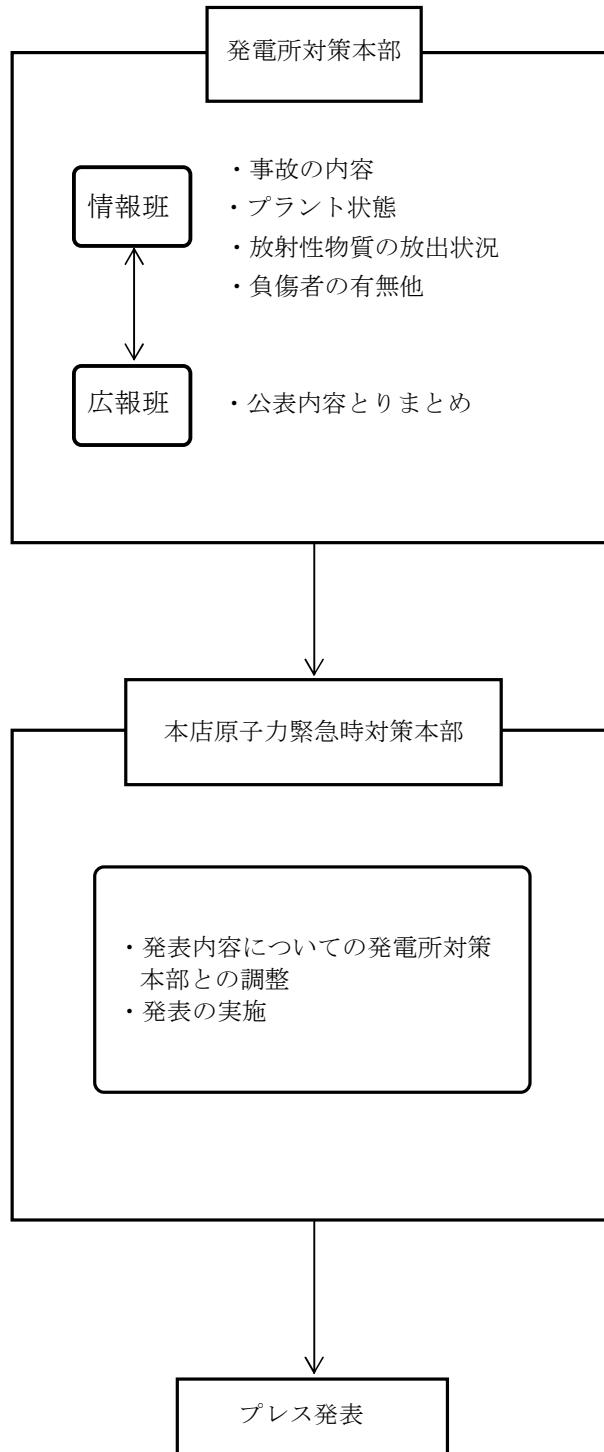 発電所対策本部
情報班
・事故の内容
・プラント状態
・放射性物質の放出状況
・負傷者の有無他
広報班
・公表内容とりまとめ
本店原子力緊急時対策本部
・発表内容についての発電所対策
本部との調整
・発表の実施
プレス発表